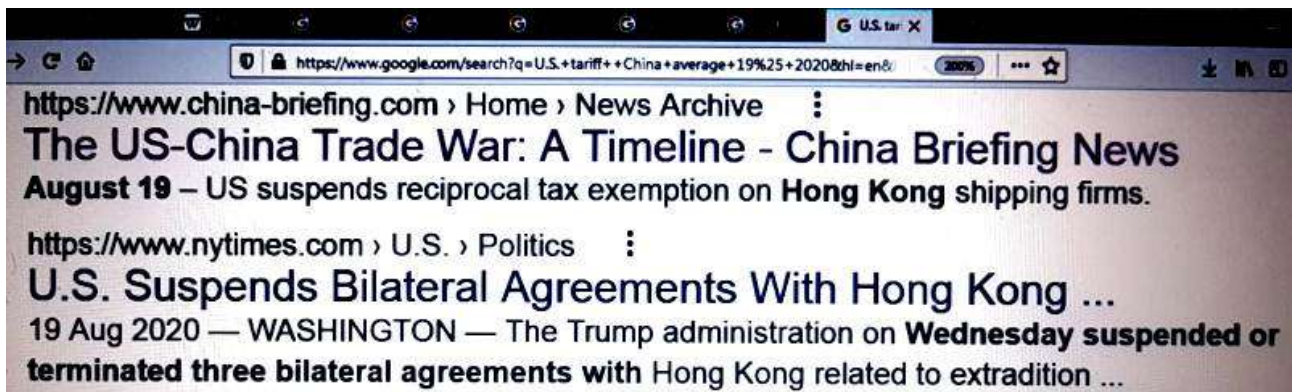 G U.S. tar X
https://www.google.com/search?q=U.S.+tariff++China+average+19%25+2020&hl=en&
200%
https://www.china-briefing.com › Home › News Archive
The US-China Trade War: A Timeline - China Briefing News
August 19 – US suspends reciprocal tax exemption on Hong Kong shipping firms.
https://www.nytimes.com › U.S. › Politics
U.S. Suspends Bilateral Agreements With Hong Kong ...
19 Aug 2020 — WASHINGTON — The Trump administration on Wednesday suspended or
terminated three bilateral agreements with Hong Kong related to extradition ...